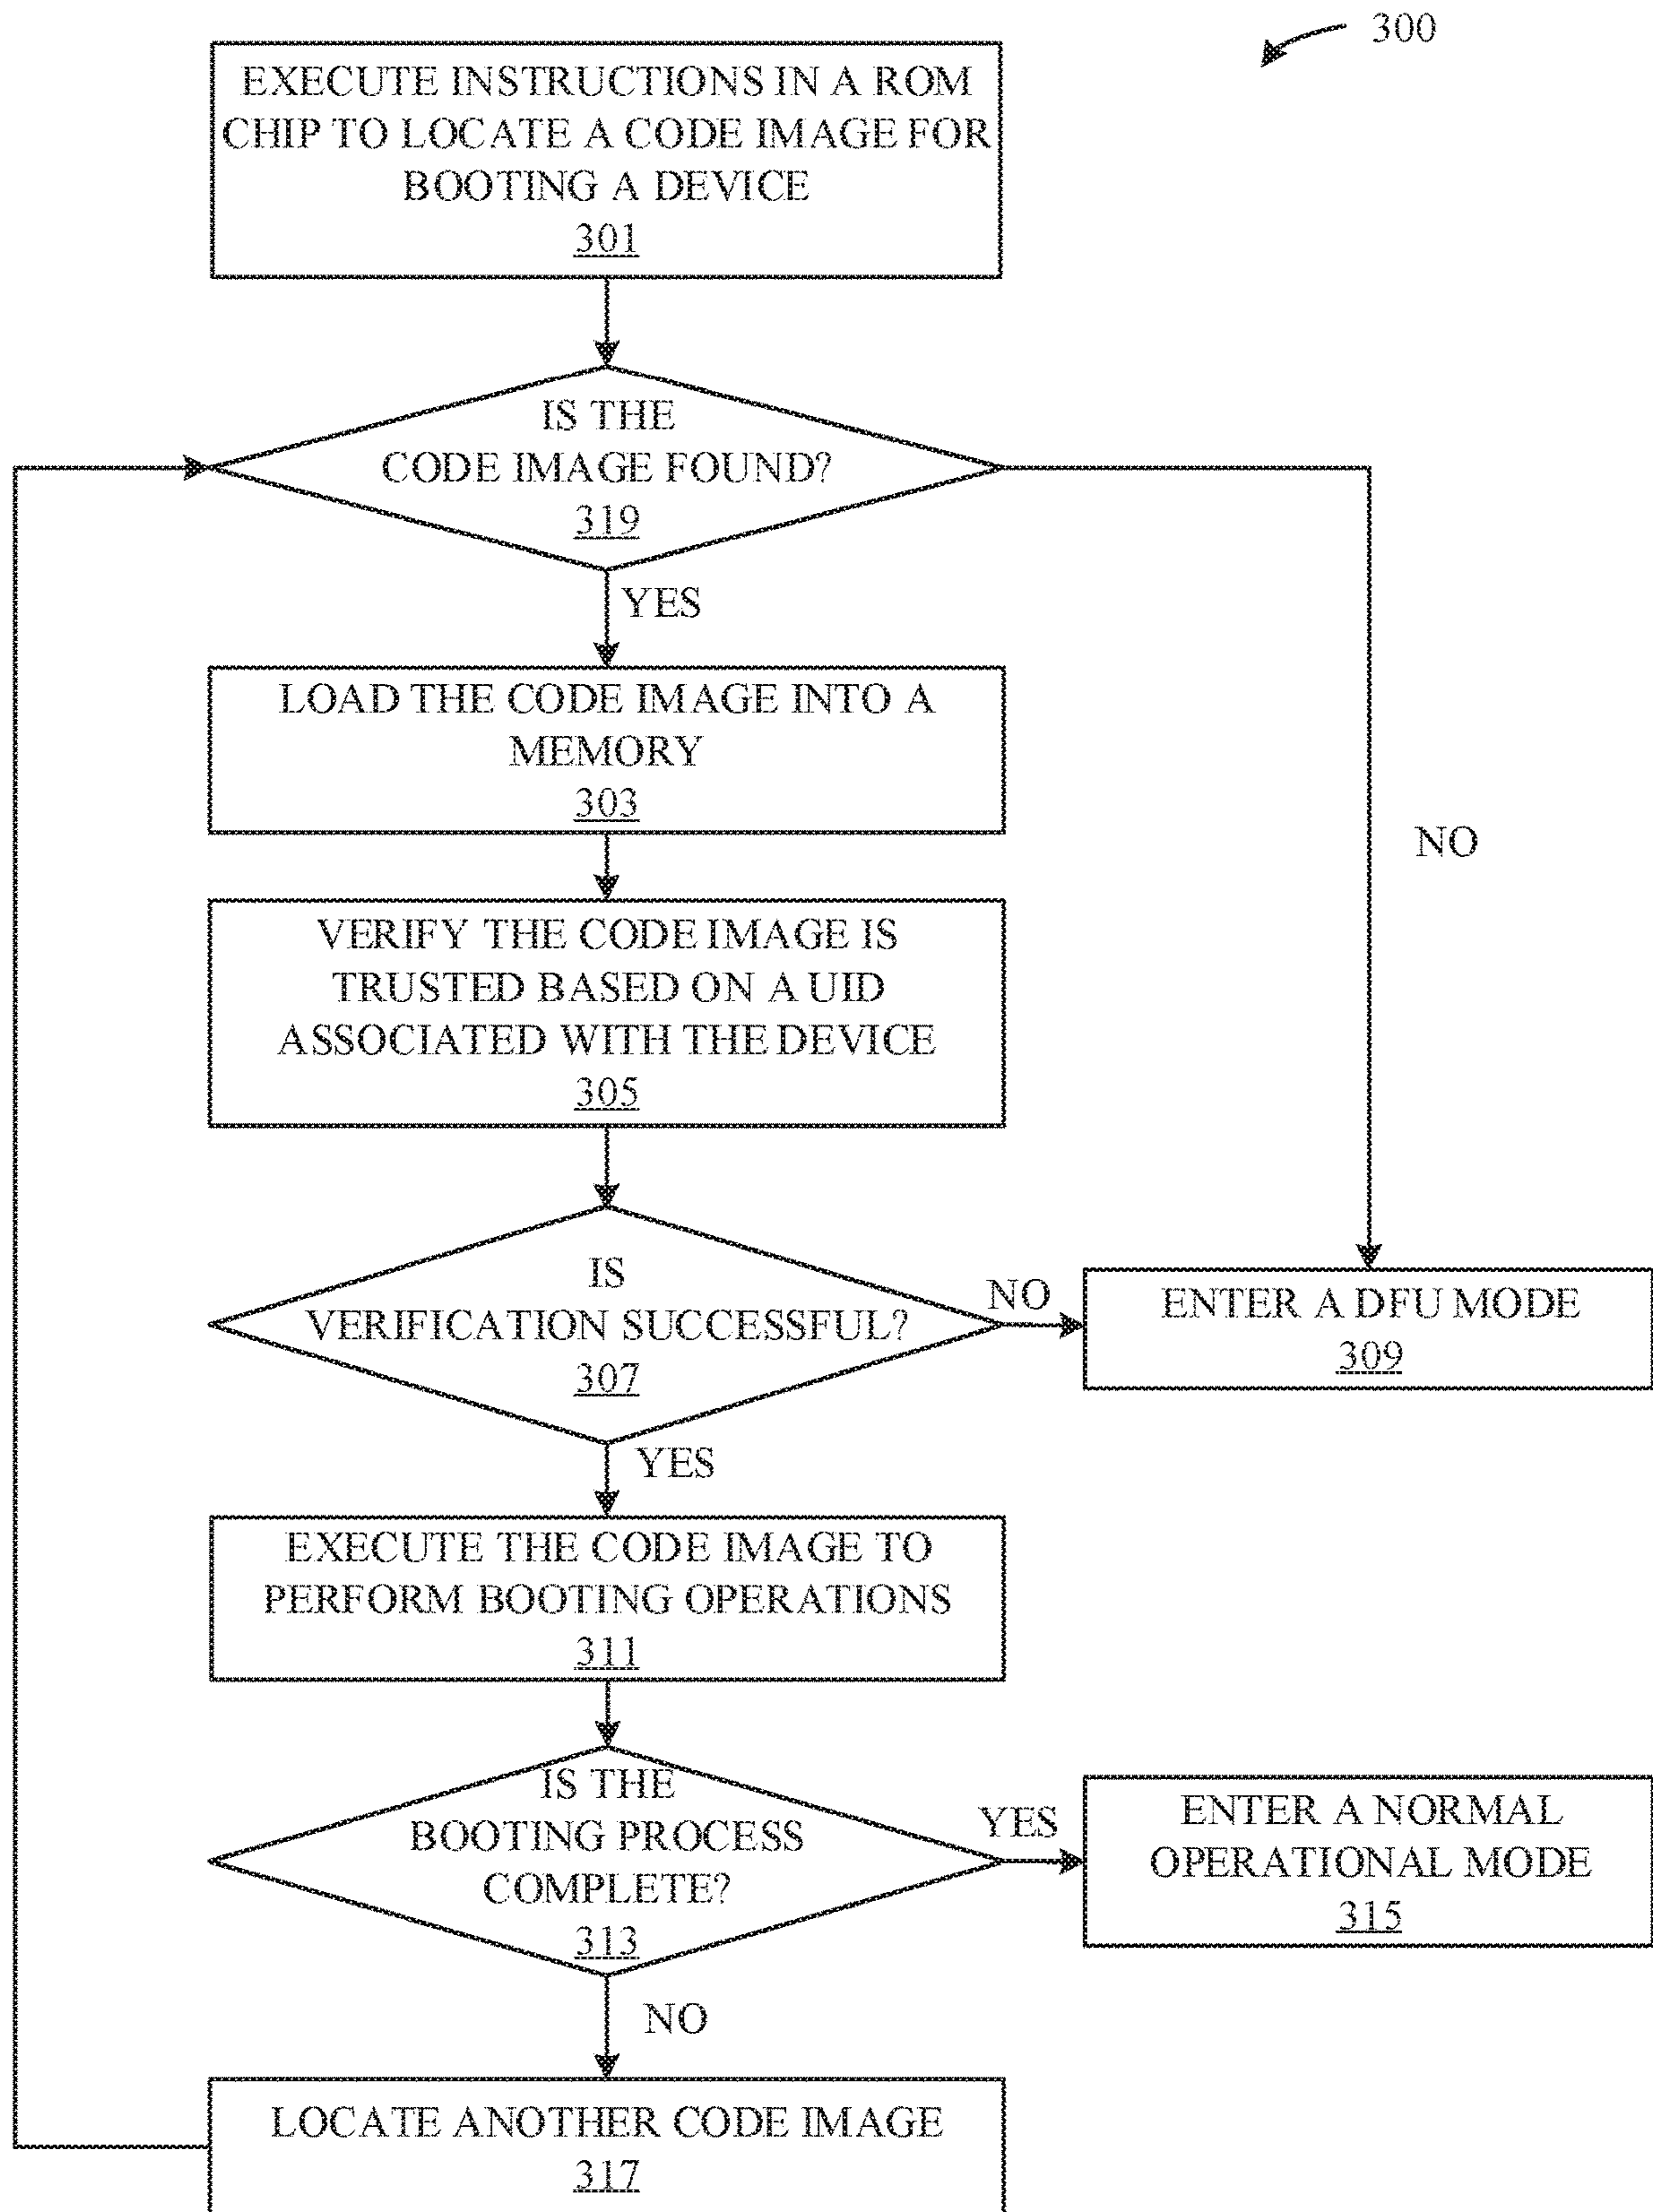 300
EXECUTE INSTRUCTIONS IN A ROM
CHIP TO LOCATE A CODE IMAGE FOR
BOOTING A DEVICE
301
IS THE
CODE IMAGE FOUND?
319
YES
LOAD THE CODE IMAGE INTO A
MEMORY
303
NO
VERIFY THE CODE IMAGE IS
TRUSTED BASED ON A UID
ASSOCIATED WITH THE DEVICE
305
IS
VERIFICATION SUCCESSFUL?
307
NO
ENTER A DFU MODE
309
YES
EXECUTE THE CODE IMAGE TO
PERFORM BOOTING OPERATIONS
311
IS THE
BOOTING PROCESS
COMPLETE?
313
YES
ENTER A NORMAL
OPERATIONAL MODE
315
NO
LOCATE ANOTHER CODE IMAGE
317